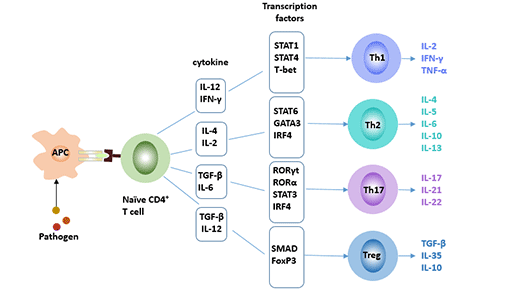 Transcription
factors
cytokine
APC
Pathogen
Naïve CD4⁺
T cell
IL-12
IFN-γ
IL-4
IL-2
TGF-β
IL-6
TGF-β
IL-12
STAT1
STAT4
T-bet
STAT6
GATA3
IRF4
RORγt
RORα
STAT3
IRF4
SMAD
FoxP3
Th1
Th2
Th17
Treg
IL-2
IFN-γ
TNF-α
IL-4
IL-5
IL-6
IL-10
IL-13
IL-17
IL-21
IL-22
TGF-β
IL-35
IL-10